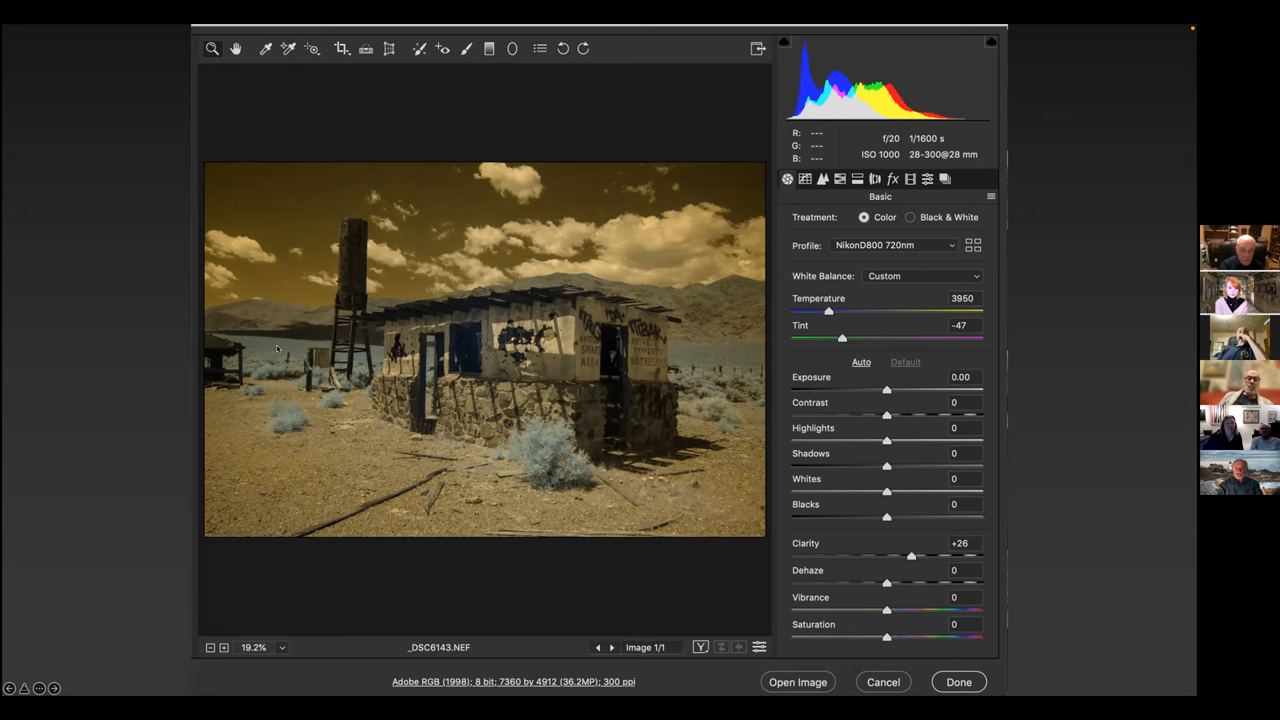 fx
R: ---
G: ---
B: ---
f/20 1/1600 s
ISO 1000 28-300@28 mm
Basic
Treatment: Color Black & White
Profile: NikonD800 720nm
White Balance: Custom
Temperature 3950
Tint -47
Auto Default
Exposure 0.00
Contrast 0
Highlights 0
Shadows 0
Whites 0
Blacks 0
Clarity +26
Dehaze 0
Vibrance 0
Saturation 0
19.2% _DSC6143.NEF Image 1/1
Adobe RGB (1998); 8 bit; 7360 by 4912 (36.2MP); 300 ppi
Open Image Cancel Done